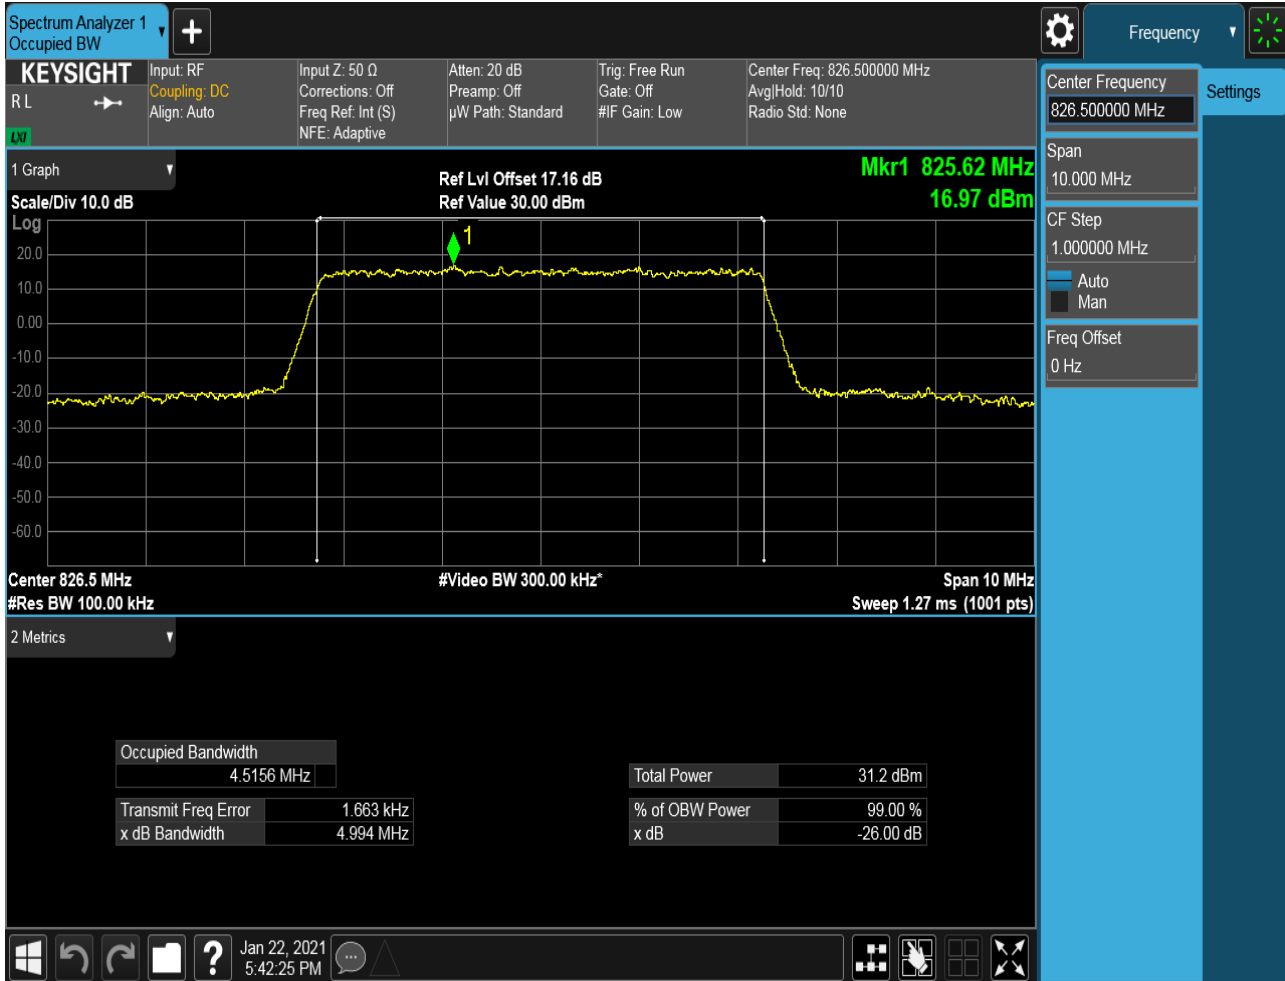 Spectrum Analyzer 1
Occupied BW
Frequency
KEYSIGHT
R L
LXI
Input: RF
Coupling: DC
Align: Auto
Input Z: 50 Ω
Corrections: Off
Freq Ref: Int (S)
NFE: Adaptive
Atten: 20 dB
Preamp: Off
µW Path: Standard
Trig: Free Run
Gate: Off
#IF Gain: Low
Center Freq: 826.500000 MHz
Avg|Hold: 10/10
Radio Std: None
Center Frequency
826.500000 MHz
Settings
Span
10.000 MHz
CF Step
1.000000 MHz
Auto
Man
Freq Offset
0 Hz
1 Graph
Scale/Div 10.0 dB
Ref Lvl Offset 17.16 dB
Ref Value 30.00 dBm
Mkr1 825.62 MHz
16.97 dBm
Log
1
20.0
10.0
0.00
-10.0
-20.0
-30.0
-40.0
-50.0
-60.0
Center 826.5 MHz
#Res BW 100.00 kHz
#Video BW 300.00 kHz*
Span 10 MHz
Sweep 1.27 ms (1001 pts)
2 Metrics
Occupied Bandwidth
4.5156 MHz
Transmit Freq Error 1.663 kHz
x dB Bandwidth 4.994 MHz
Total Power 31.2 dBm
% of OBW Power 99.00 %
x dB -26.00 dB
?
Jan 22, 2021
5:42:25 PM